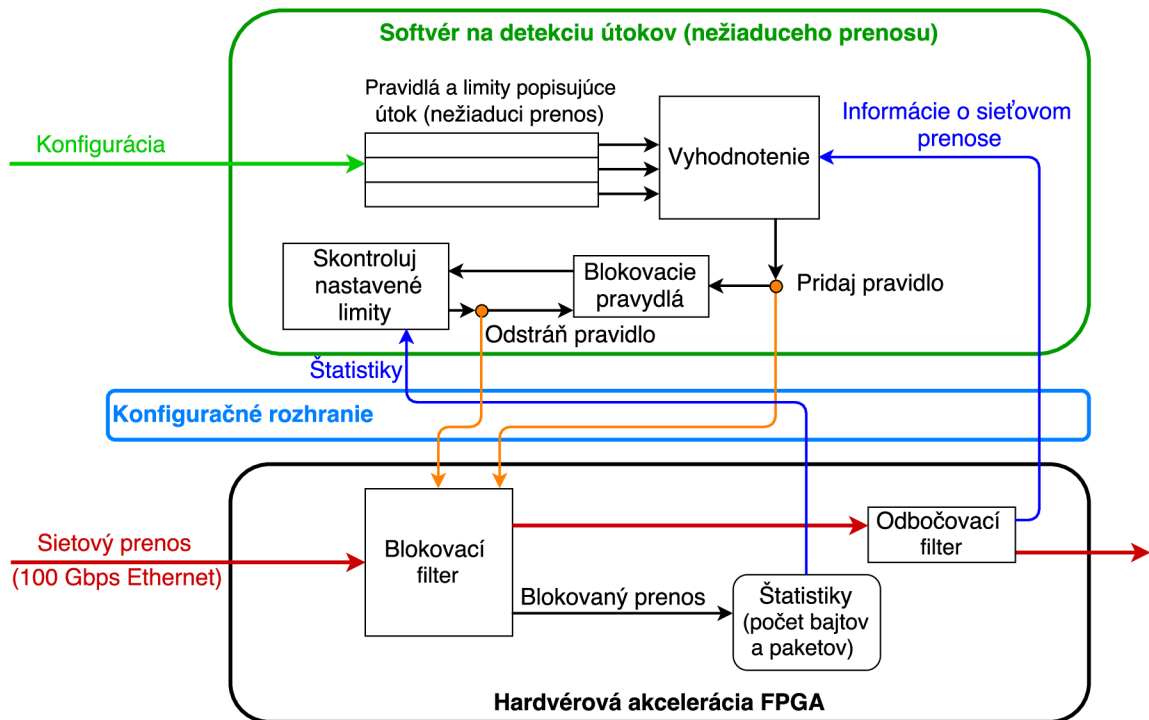 Softvér na detekciu útokov (nežiaduceho prenosu)
Pravidlá a limity popisujúce
útok (nežiaduci prenos)
Informácie o sieťovom
prenose
Konfigurácia
Vyhodnotenie
Skontroluj
nastavené
limity
Blokovacie
pravydlá
Pridaj pravidlo
Odstráň pravidlo
Štatistiky
Konfiguračné rozhranie
Sietový prenos
(100 Gbps Ethernet)
Blokovací
filter
Odbočovací
filter
Blokovaný prenos
Štatistiky
(počet bajtov
a paketov)
Hardvérová akcelerácia FPGA